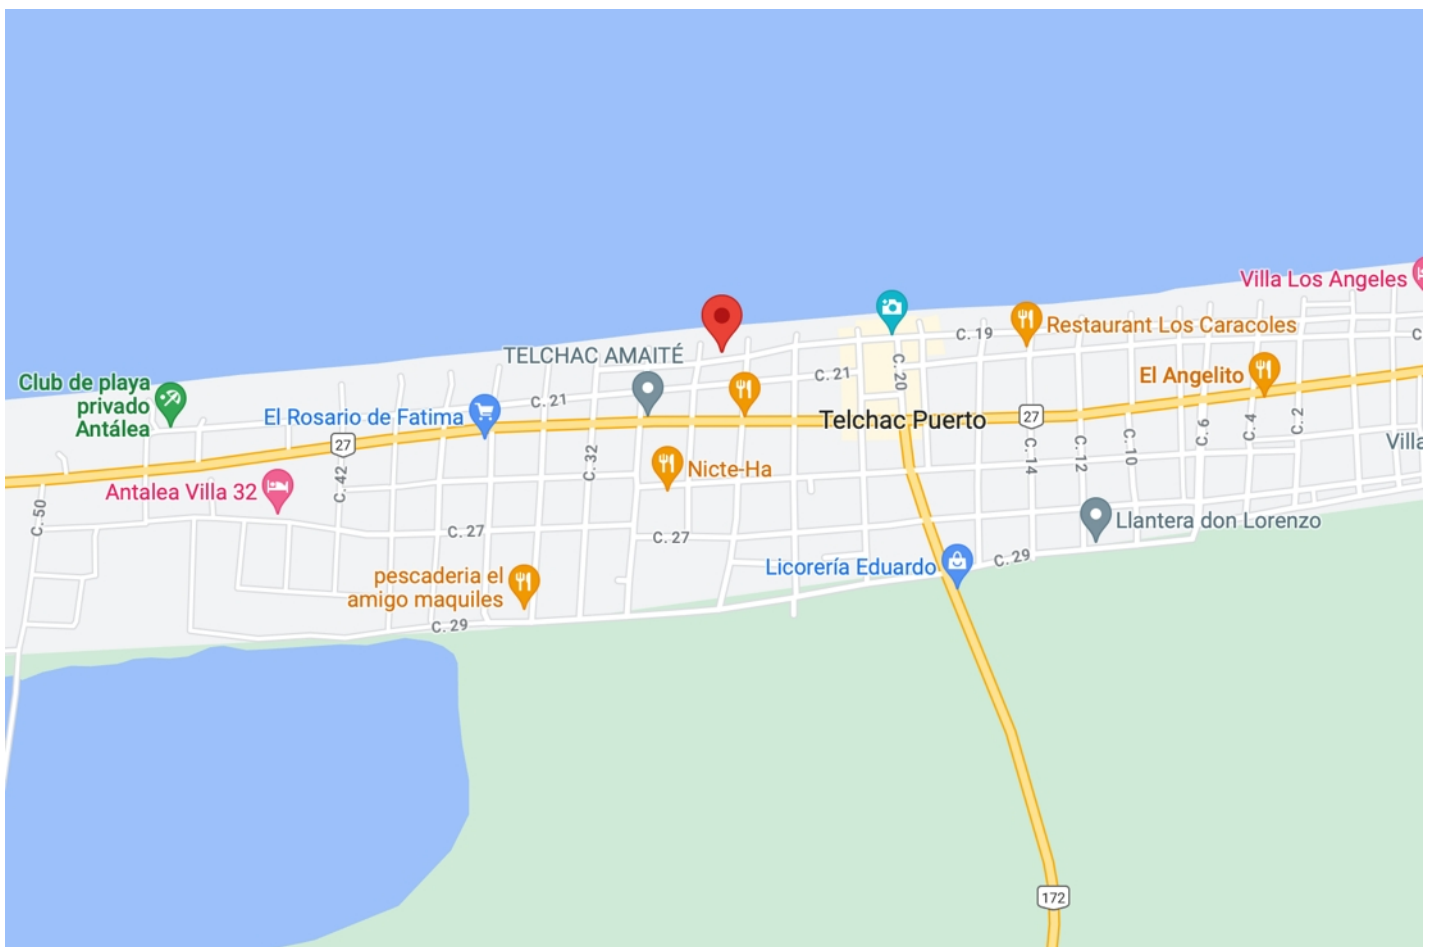 Villa Los Angeles
C. 19
Restaurant Los Caracoles
C
TELCHAC AMAITÉ
C. 21
C. 20
El Angelito
Club de playa
privado
Antálea
C. 21
El Rosario de Fatima
Telchac Puerto
27
C. 6
C. 4
C. 2
27
Villa
C. 14
C. 12
C. 10
C. 32
Nicte-Ha
C. 42
Antalea Villa 32
C. 50
Llantera don Lorenzo
C. 27
C. 27
C. 29
Licorería Eduardo
pescaderia el
amigo maquiles
C. 29
172